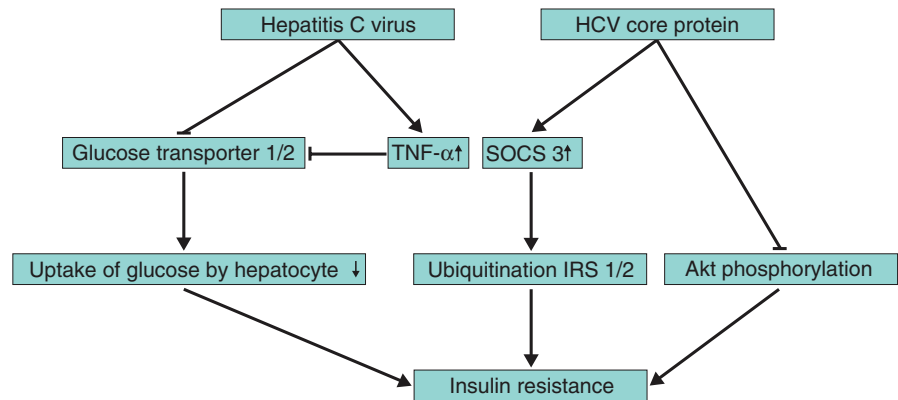 Hepatitis C virus
HCV core protein
Glucose transporter 1/2
TNF-α↑
SOCS 3↑
Uptake of glucose by hepatocyte ↓
Ubiquitination IRS 1/2
Akt phosphorylation
Insulin resistance